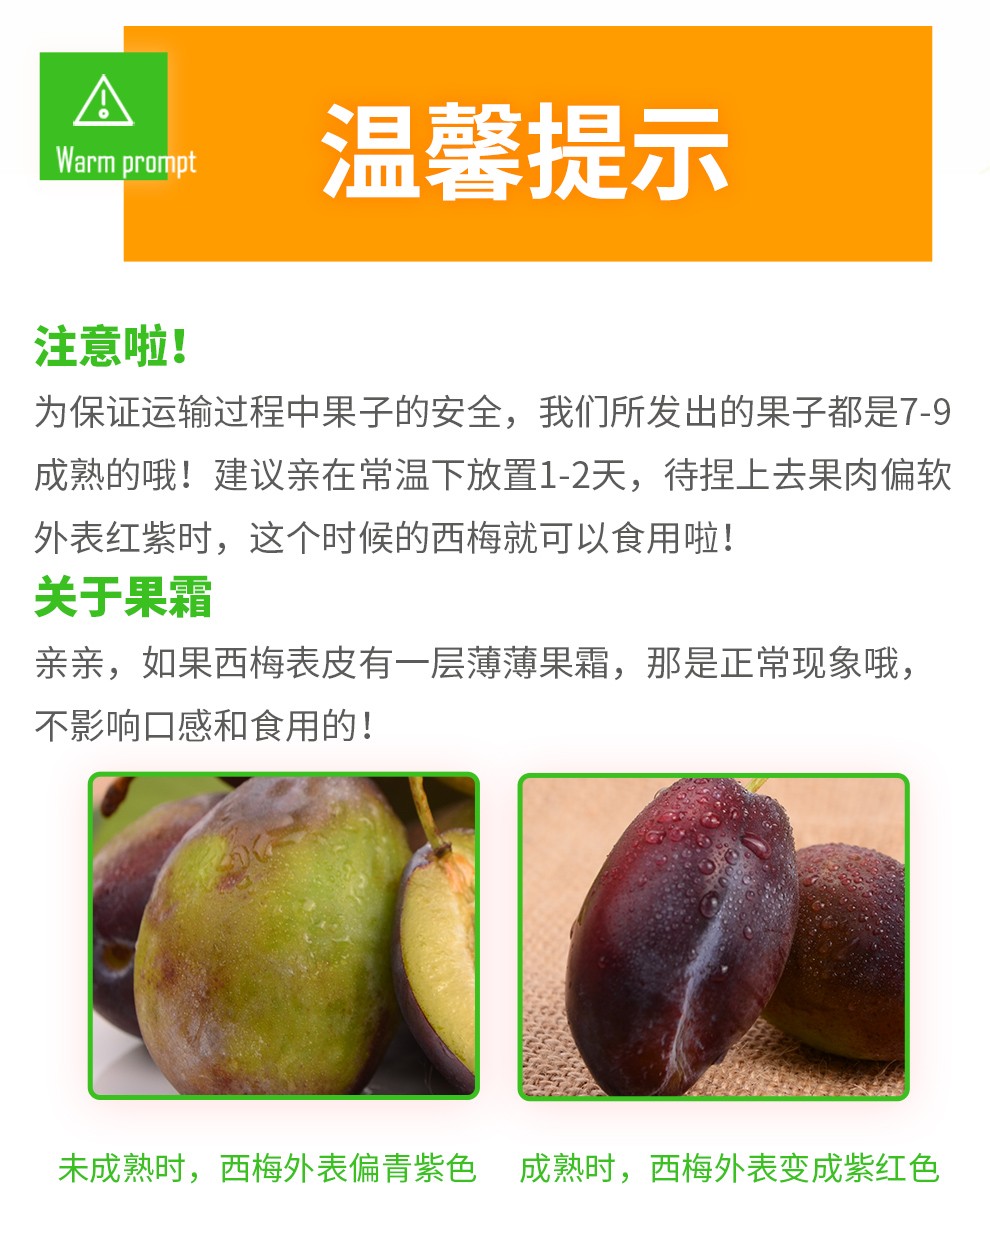 Warm prompt
温馨提示
注意啦！
为保证运输过程中果子的安全，我们所发出的果子都是7-9
成熟的哦！建议亲在常温下放置1-2天，待捏上去果肉偏软
外表红紫时，这个时候的西梅就可以食用啦！
关于果霜
亲亲，如果西梅表皮有一层薄薄果霜，那是正常现象哦，
不影响口感和食用的！
未成熟时，西梅外表偏青紫色
成熟时，西梅外表变成紫红色